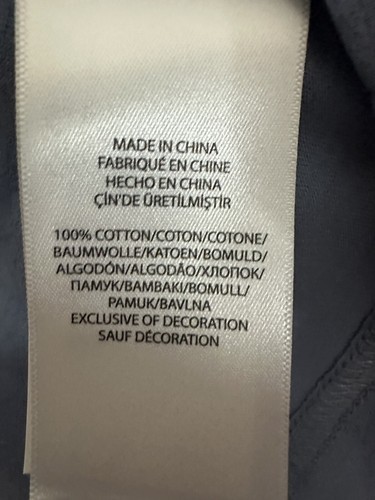 MADE IN CHINA
FABRIQUÉ EN CHINE
HECHO EN CHINA
ÇİN'DE ÜRETİLMİŞTİR
100% COTTON/COTON/COTONE/
BAUMWOLLE/KATOEN/BOMULD/
ALGODÓN/ALGODÃO/ХЛОПОК/
ПАМУК/BAMBAKI/BOMULL/
PAMUK/BAVLNA
EXCLUSIVE OF DECORATION
SAUF DÉCORATION